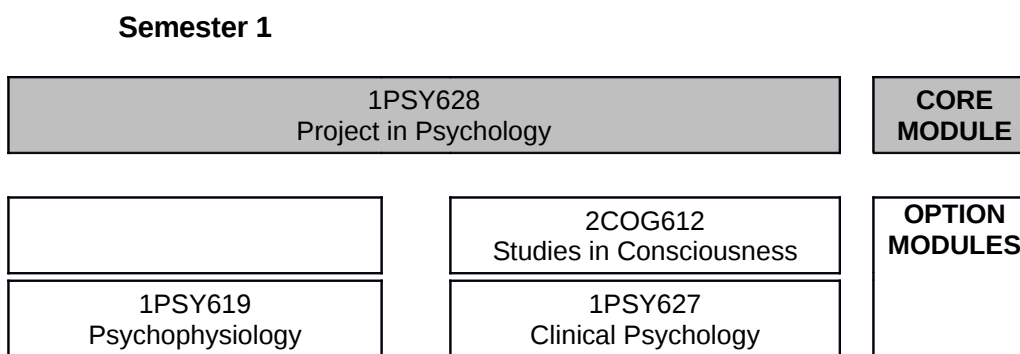 Semester 1
1PSY628
Project in Psychology
CORE
MODULE
2COG612
Studies in Consciousness
OPTION
MODULES
1PSY619
Psychophysiology
1PSY627
Clinical Psychology